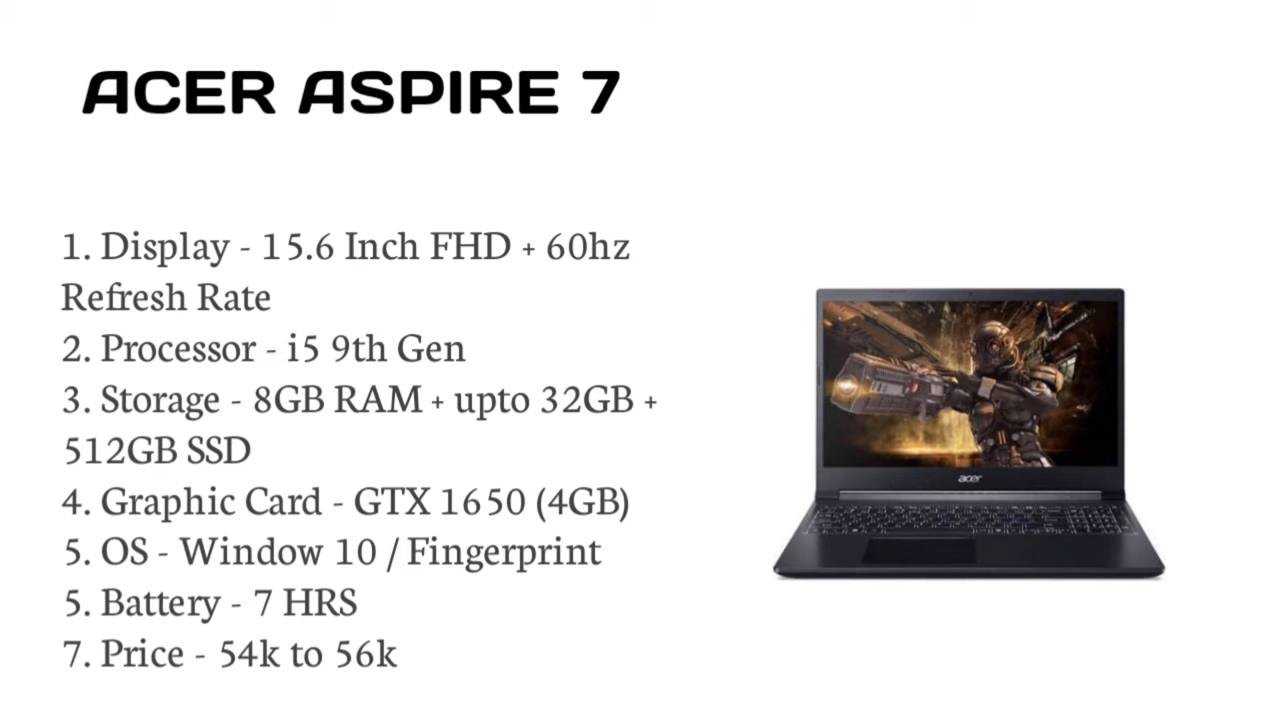 ACER ASPIRE 7
1. Display - 15.6 Inch FHD + 60hz
Refresh Rate
2. Processor - i5 9th Gen
3. Storage - 8GB RAM + upto 32GB +
512GB SSD
4. Graphic Card - GTX 1650 (4GB)
5. OS - Window 10 / Fingerprint
5. Battery - 7 HRS
7. Price - 54k to 56k
acer